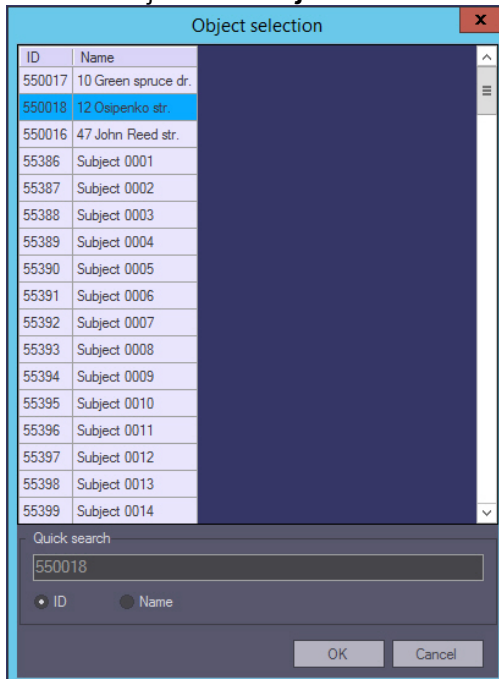 Object selection x
ID Name
550017 10 Green spruce dr.
550018 12 Osipenko str.
550016 47 John Reed str.
55386 Subject 0001
55387 Subject 0002
55388 Subject 0003
55389 Subject 0004
55390 Subject 0005
55391 Subject 0006
55392 Subject 0007
55393 Subject 0008
55394 Subject 0009
55395 Subject 0010
55396 Subject 0011
55397 Subject 0012
55398 Subject 0013
55399 Subject 0014
Quick search
550018
ID Name
OK Cancel